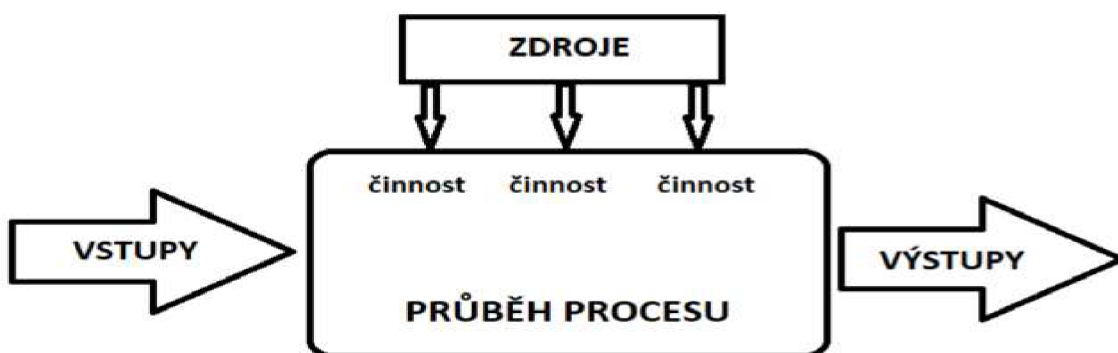 ZDROJE
činnost činnost činnost
VSTUPY
VÝSTUPY
PRŮBĚH PROCESU